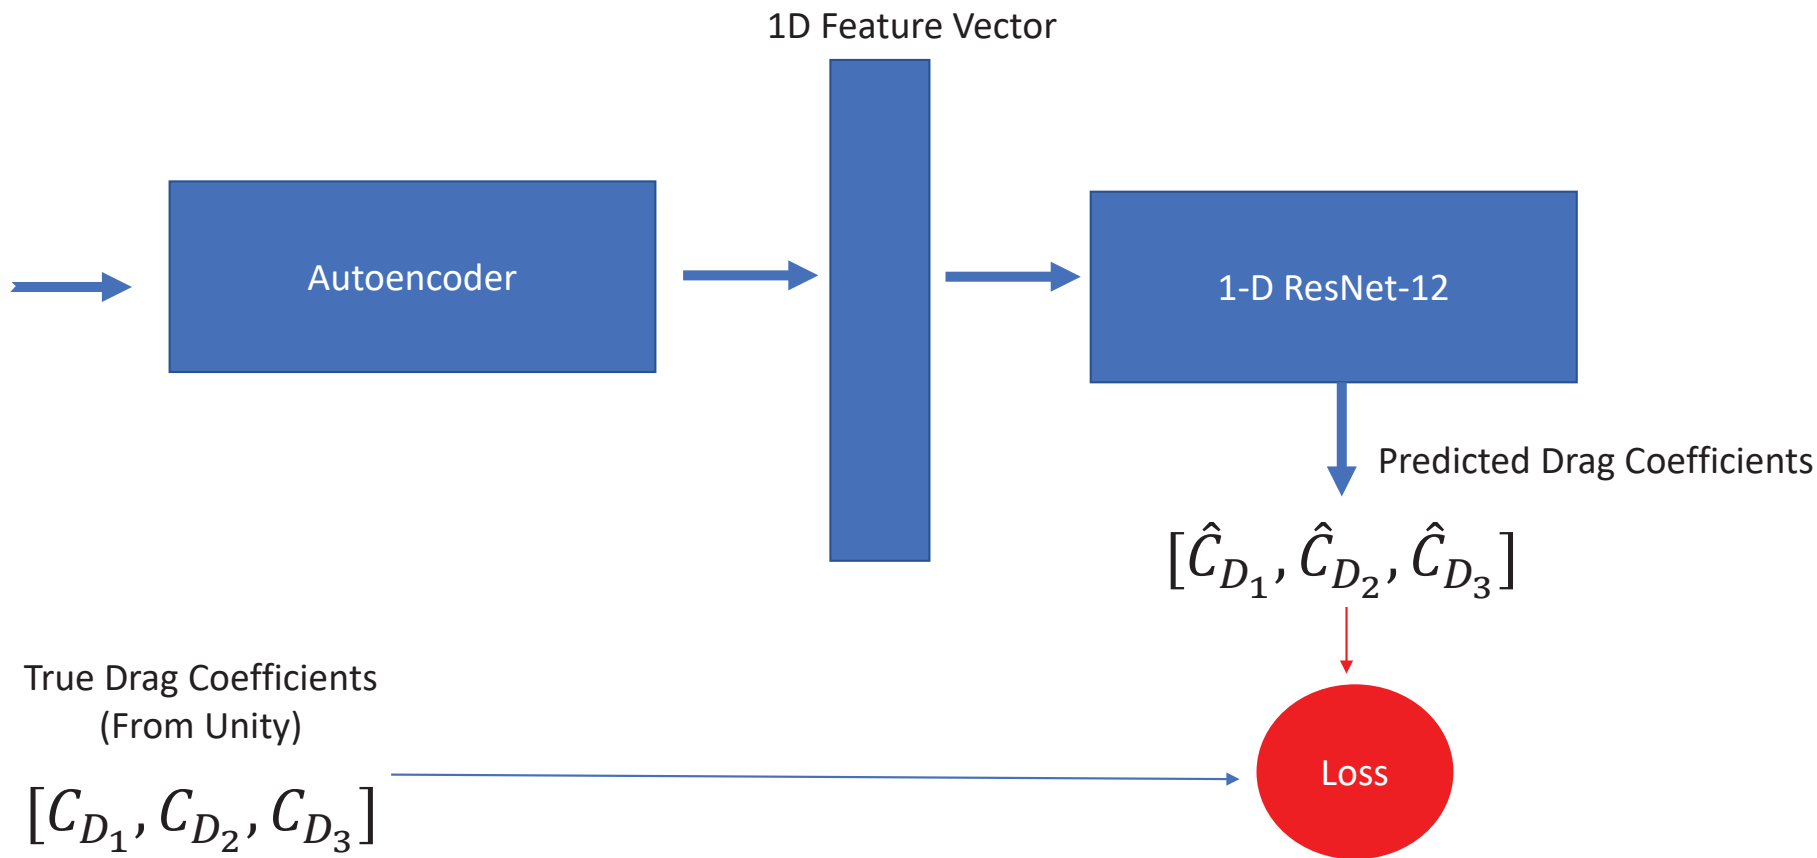 1D Feature Vector
Autoencoder
1-D ResNet-12
Predicted Drag Coefficients
[Ĉ_{D_1}, Ĉ_{D_2}, Ĉ_{D_3}]
True Drag Coefficients
(From Unity)
[C_{D_1}, C_{D_2}, C_{D_3}]
Loss